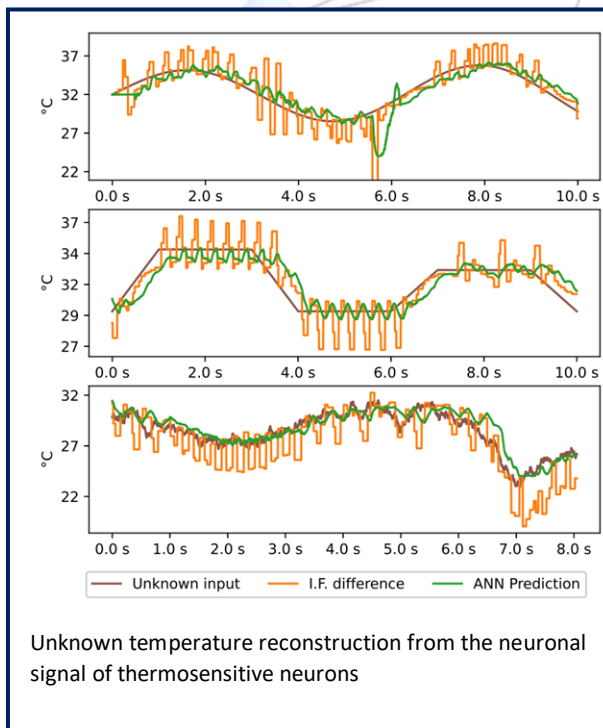 37
32
27
22
°C
0.0 s 2.0 s 4.0 s 6.0 s 8.0 s 10.0 s
37
34
32
29
27
°C
0.0 s 2.0 s 4.0 s 6.0 s 8.0 s 10.0 s
32
27
22
°C
0.0 s 1.0 s 2.0 s 3.0 s 4.0 s 5.0 s 6.0 s 7.0 s 8.0 s
Unknown input I.F. difference ANN Prediction
Unknown temperature reconstruction from the neuronal
signal of thermosensitive neurons